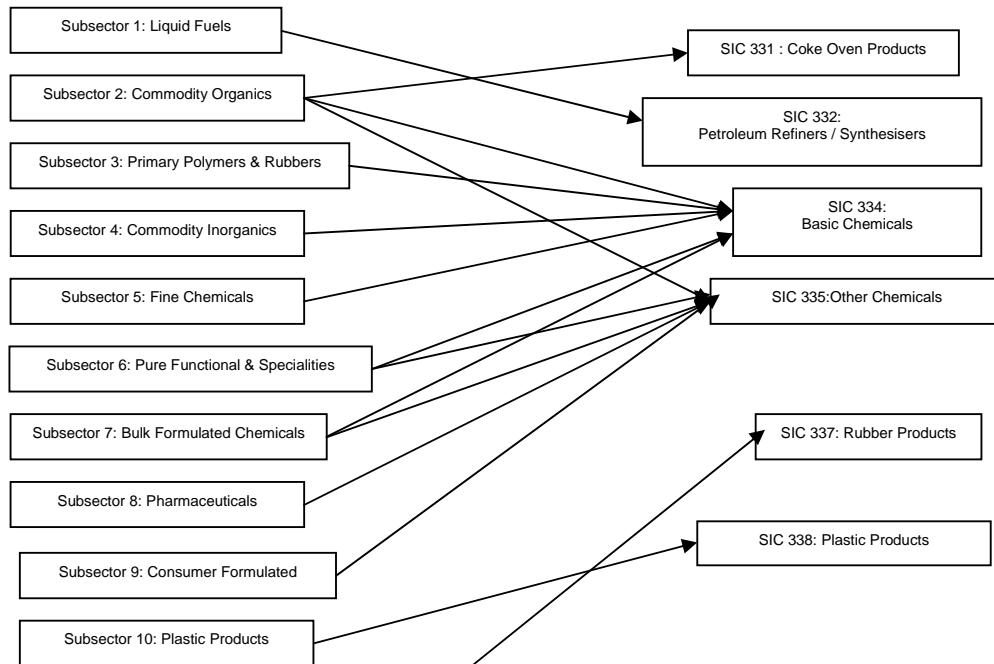 Subsector 1: Liquid Fuels
Subsector 2: Commodity Organics
Subsector 3: Primary Polymers & Rubbers
Subsector 4: Commodity Inorganics
Subsector 5: Fine Chemicals
Subsector 6: Pure Functional & Specialities
Subsector 7: Bulk Formulated Chemicals
Subsector 8: Pharmaceuticals
Subsector 9: Consumer Formulated
Subsector 10: Plastic Products
SIC 331 : Coke Oven Products
SIC 332:
Petroleum Refiners / Synthesisers
SIC 334:
Basic Chemicals
SIC 335:Other Chemicals
SIC 337: Rubber Products
SIC 338: Plastic Products